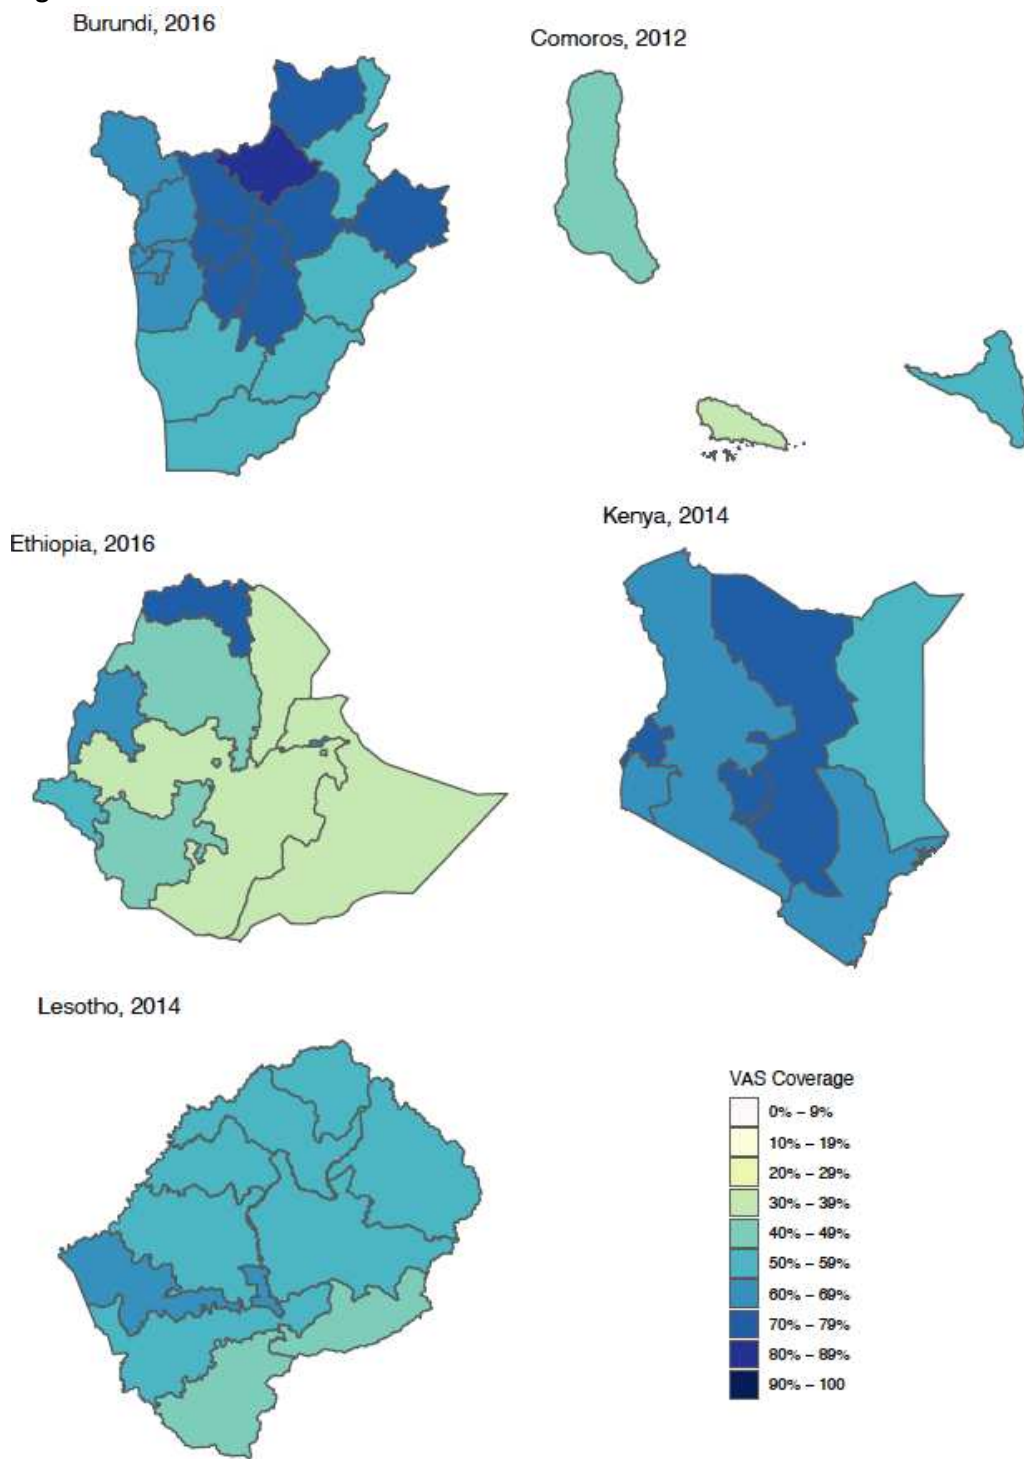 Burundi, 2016
Comoros, 2012
Ethiopia, 2016
Kenya, 2014
Lesotho, 2014
VAS Coverage
0% – 9%
10% – 19%
20% – 29%
30% – 39%
40% – 49%
50% – 59%
60% – 69%
70% – 79%
80% – 89%
90% – 100